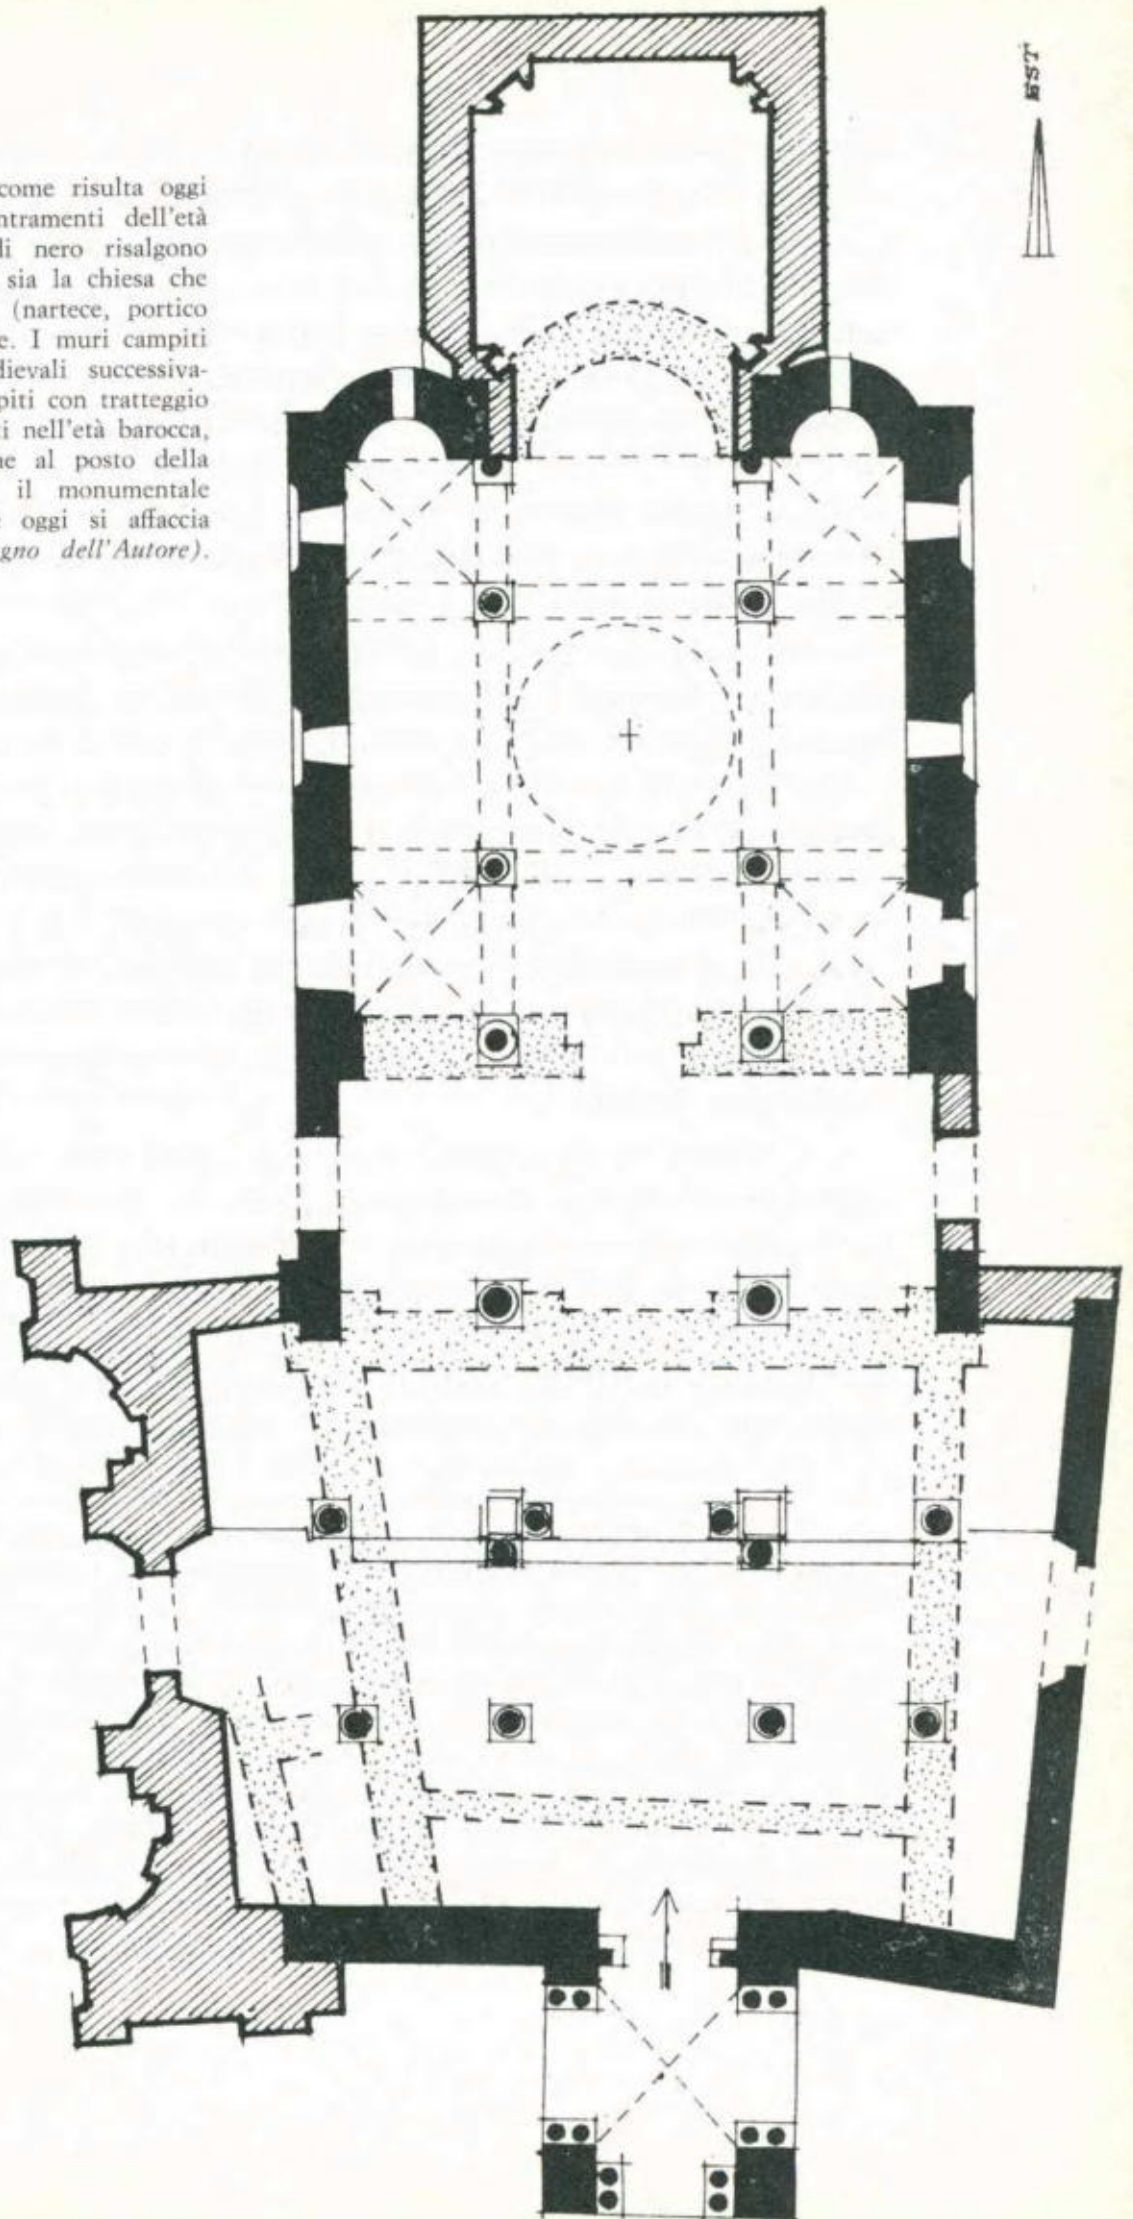 come risulta oggi
ntramenti dell'età
di nero risalgono
sia la chiesa che
(nartece, portico
e. I muri campiti
dievali successiva-
piti con tratteggio
ti nell'età barocca,
ne al posto della
il monumentale
e oggi si affaccia
gno dell'Autore).
EST